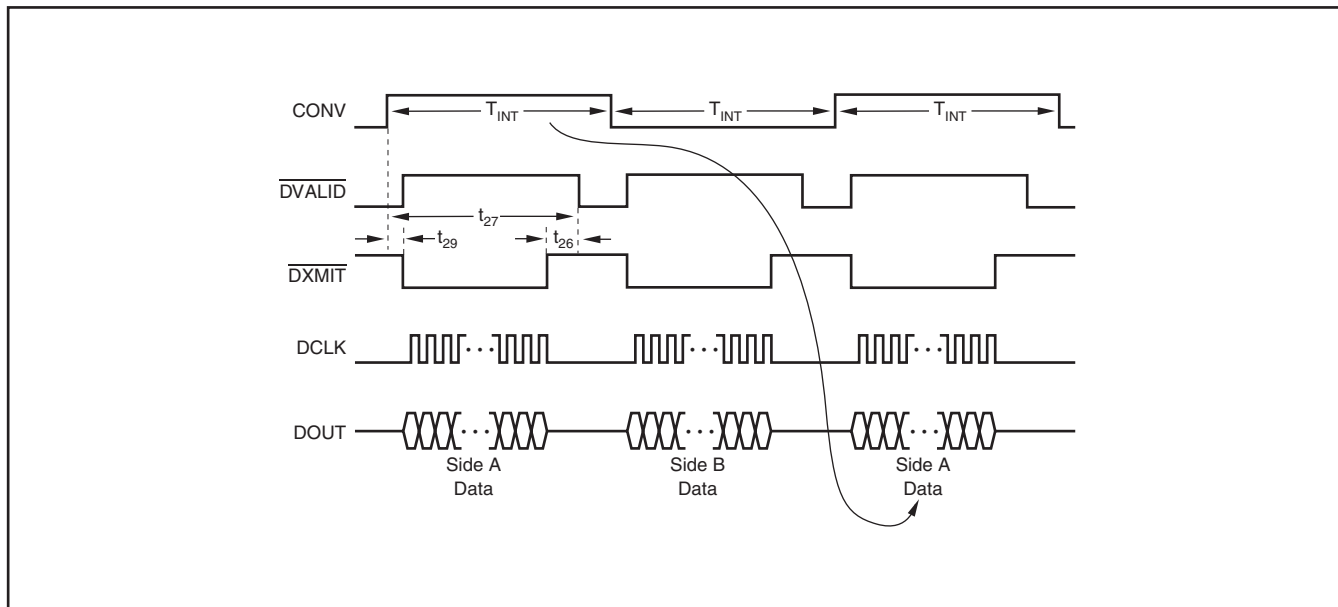 CONV
T_INT T_INT T_INT
DVALID
t27
t29 t26
DXMIT
DCLK
DOUT
Side A Side B Side A
Data Data Data